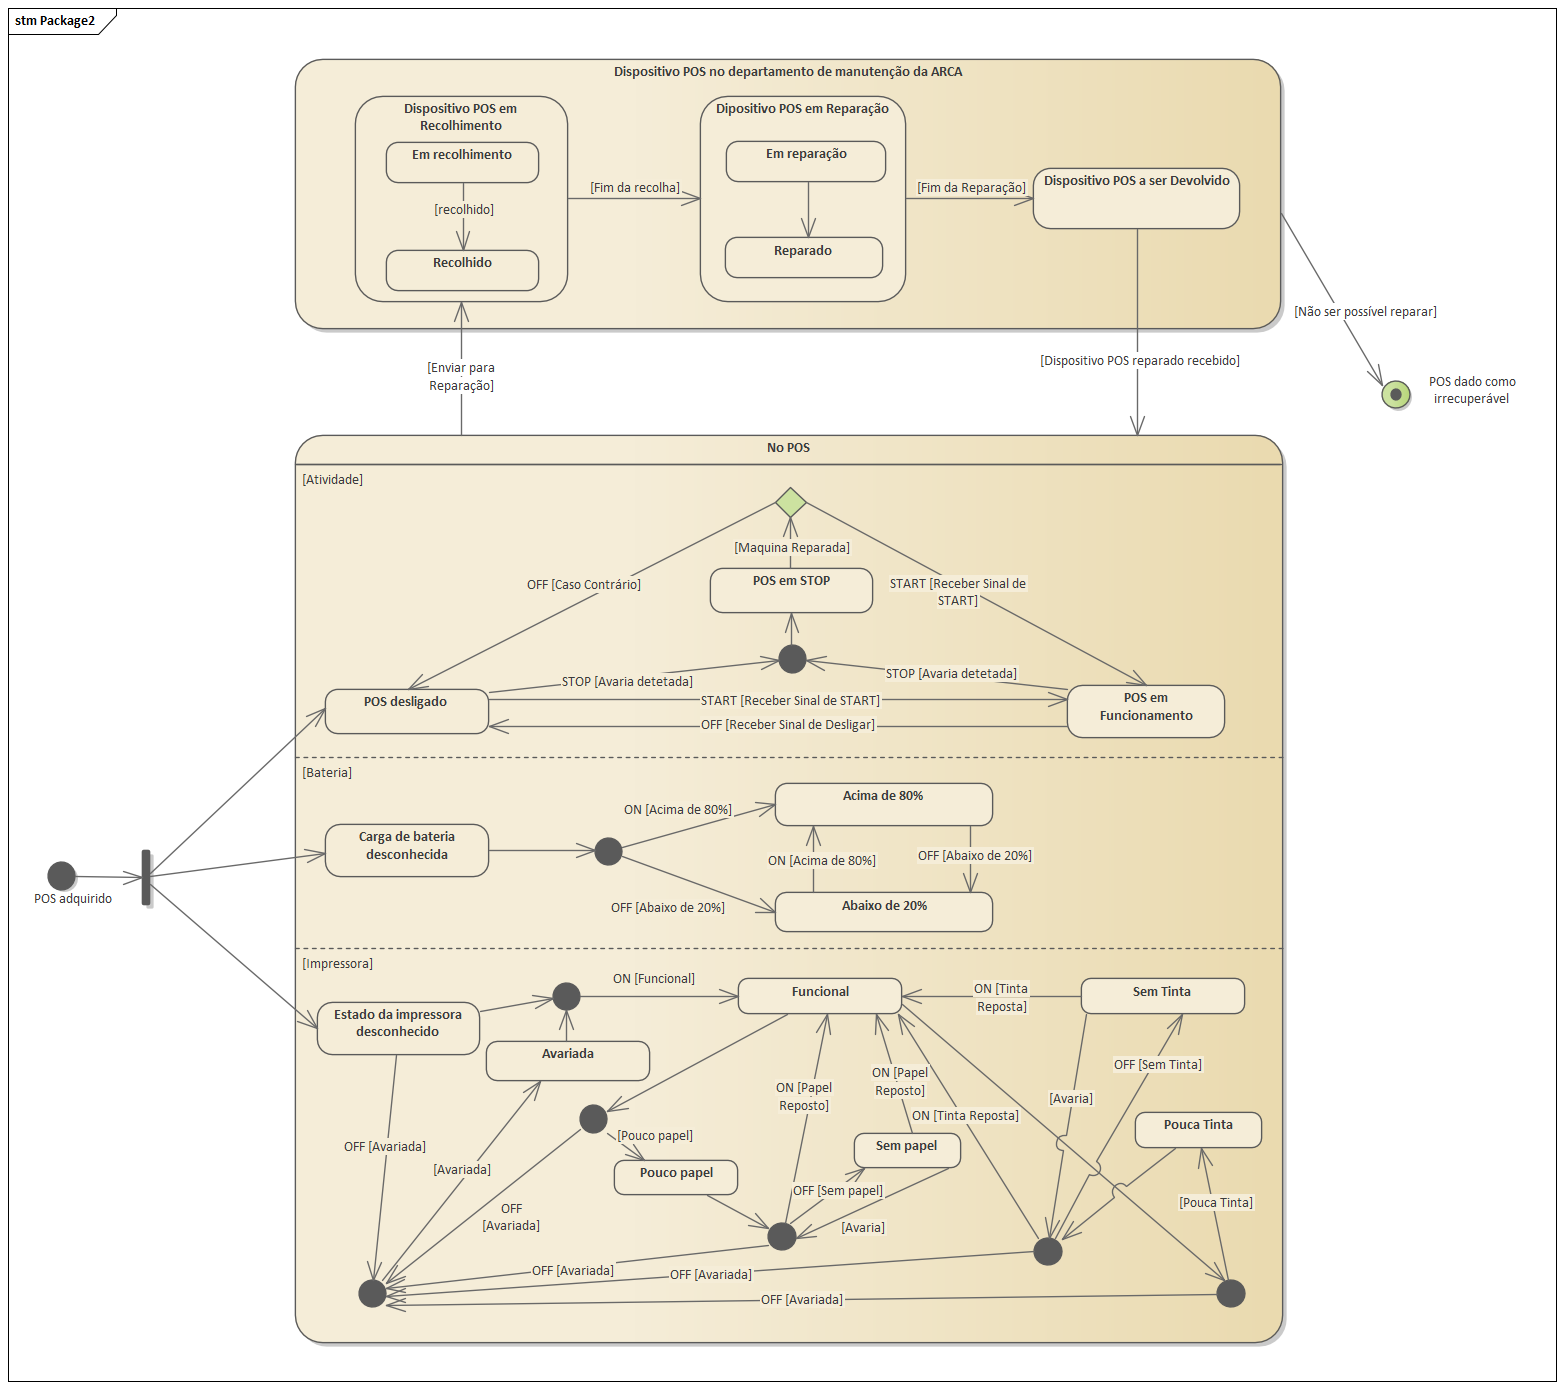 stm Package2
Dispositivo POS no departamento de manutenção da ARCA
Dispositivo POS em
Recolhimento
Em recolhimento
[recolhido]
Recolhido
[Fim da recolha]
Dipositivo POS em Reparação
Em reparação
Reparado
[Fim da Reparação]
Dispositivo POS a ser Devolvido
[Não ser possível reparar]
[Enviar para
Reparação]
[Dispositivo POS reparado recebido]
POS dado como
irrecuperável
No POS
[Atividade]
[Maquina Reparada]
OFF [Caso Contrário]
POS em STOP
START [Receber Sinal de
START]
STOP [Avaria detetada]
STOP [Avaria detetada]
POS desligado
START [Receber Sinal de START]
POS em
Funcionamento
OFF [Receber Sinal de Desligar]
[Bateria]
Acima de 80%
ON [Acima de 80%]
Carga de bateria
desconhecida
ON [Acima de 80%]
OFF [Abaixo de 20%]
POS adquirido
OFF [Abaixo de 20%]
Abaixo de 20%
[Impressora]
ON [Funcional]
Funcional
ON [Tinta
Reposta]
Sem Tinta
Estado da impressora
desconhecido
Avariada
OFF [Sem Tinta]
ON [Papel
Reposto]
ON [Papel
Reposto]
[Avaria]
ON [Tinta Reposta]
Pouca Tinta
[Pouco papel]
OFF [Avariada]
[Avariada]
Sem papel
Pouco papel
OFF [Sem papel]
[Pouca Tinta]
OFF
[Avariada]
[Avaria]
OFF [Avariada]
OFF [Avariada]
OFF [Avariada]